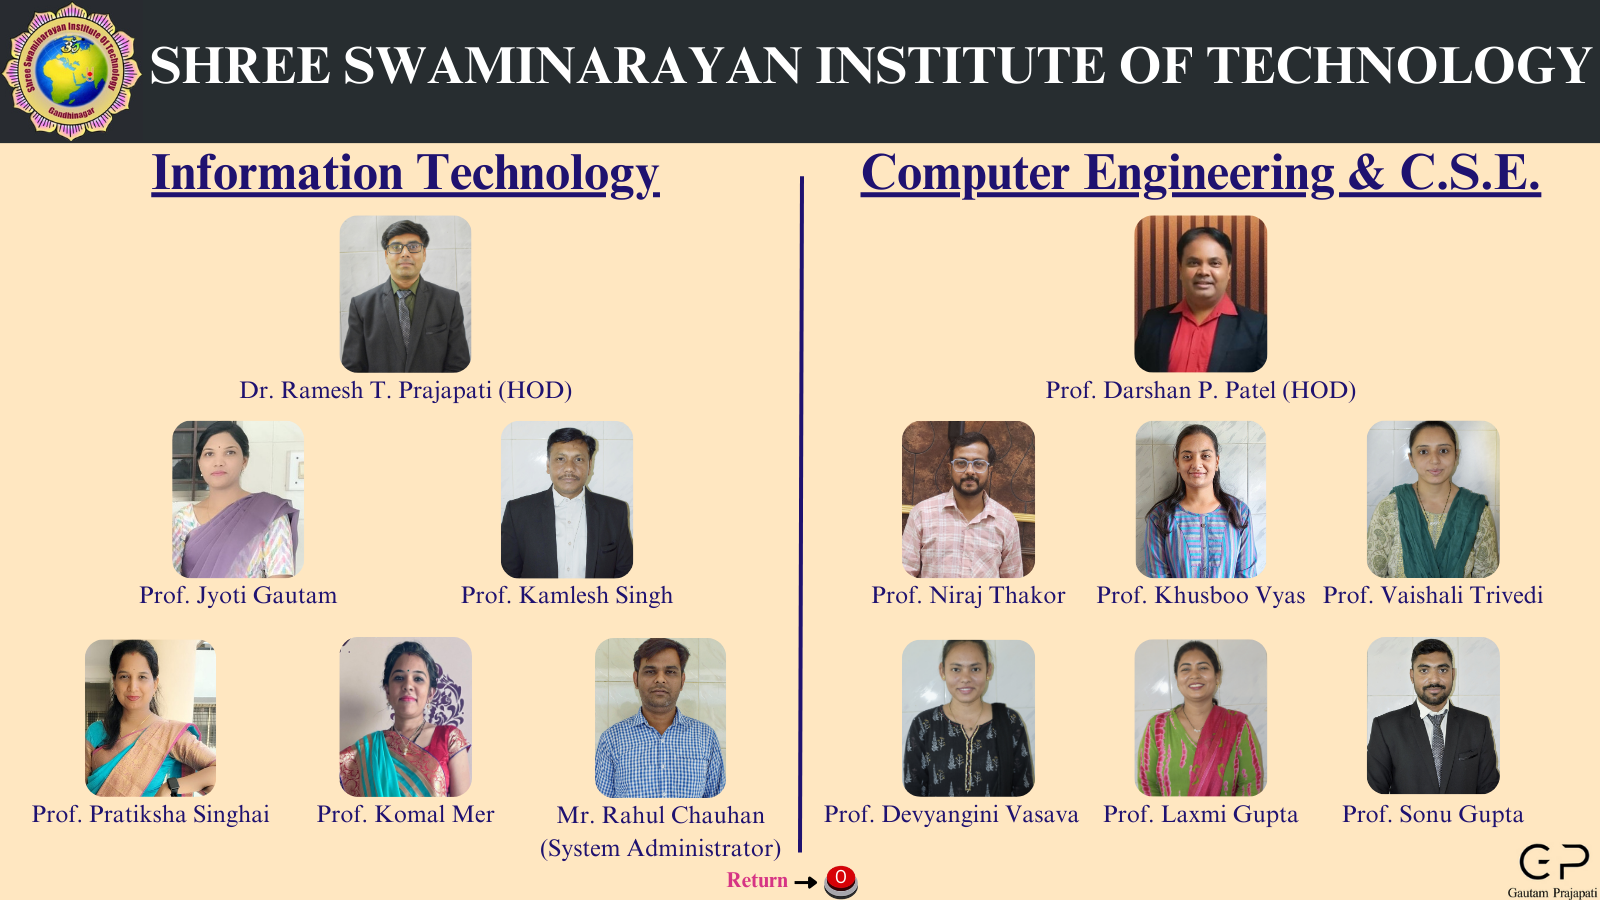 Shree Swaminarayan Institute Of Technology
Gandhinagar
SHREE SWAMINARAYAN INSTITUTE OF TECHNOLOGY
Information Technology
Dr. Ramesh T. Prajapati (HOD)
Prof. Jyoti Gautam
Prof. Kamlesh Singh
Prof. Pratiksha Singhai
Prof. Komal Mer
Mr. Rahul Chauhan
(System Administrator)
Computer Engineering & C.S.E.
Prof. Darshan P. Patel (HOD)
Prof. Niraj Thakor
Prof. Khusboo Vyas
Prof. Vaishali Trivedi
Prof. Devyangini Vasava
Prof. Laxmi Gupta
Prof. Sonu Gupta
Return
0
GP
Gautam Prajapati